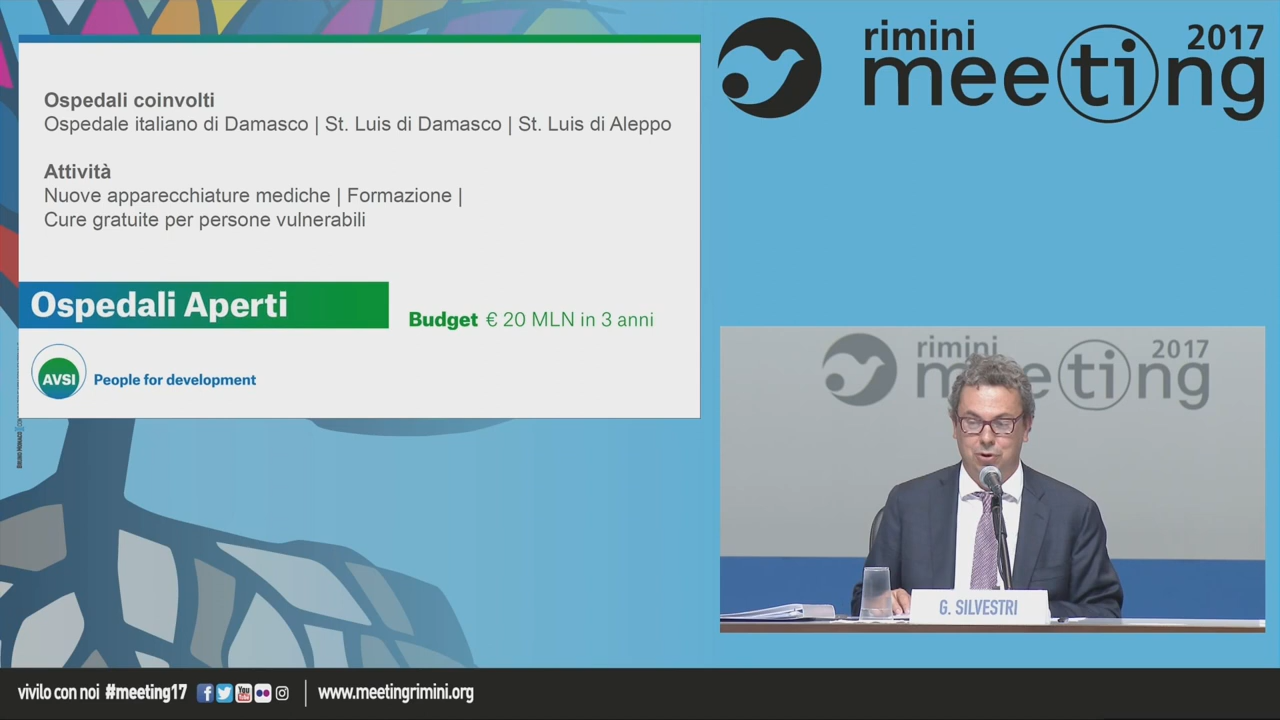 Ospedali coinvolti
Ospedale italiano di Damasco | St. Luis di Damasco | St. Luis di Aleppo
Attività
Nuove apparecchiature mediche | Formazione |
Cure gratuite per persone vulnerabili
Ospedali Aperti
Budget € 20 MLN in 3 anni
AVSI
People for development
rimini
2017
meeting
rimini
2017
meeting
G. SILVESTRI
vivilo con noi #meeting17
You
Tube
www.meetingrimini.org